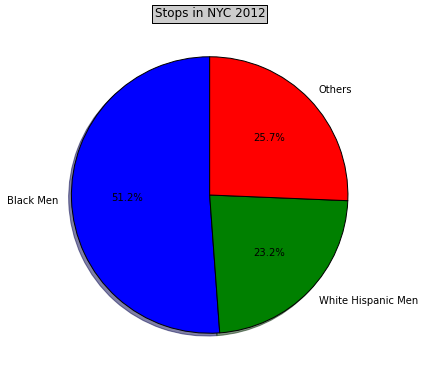 Stops in NYC 2012
Others
25.7%
Black Men
51.2%
23.2%
White Hispanic Men